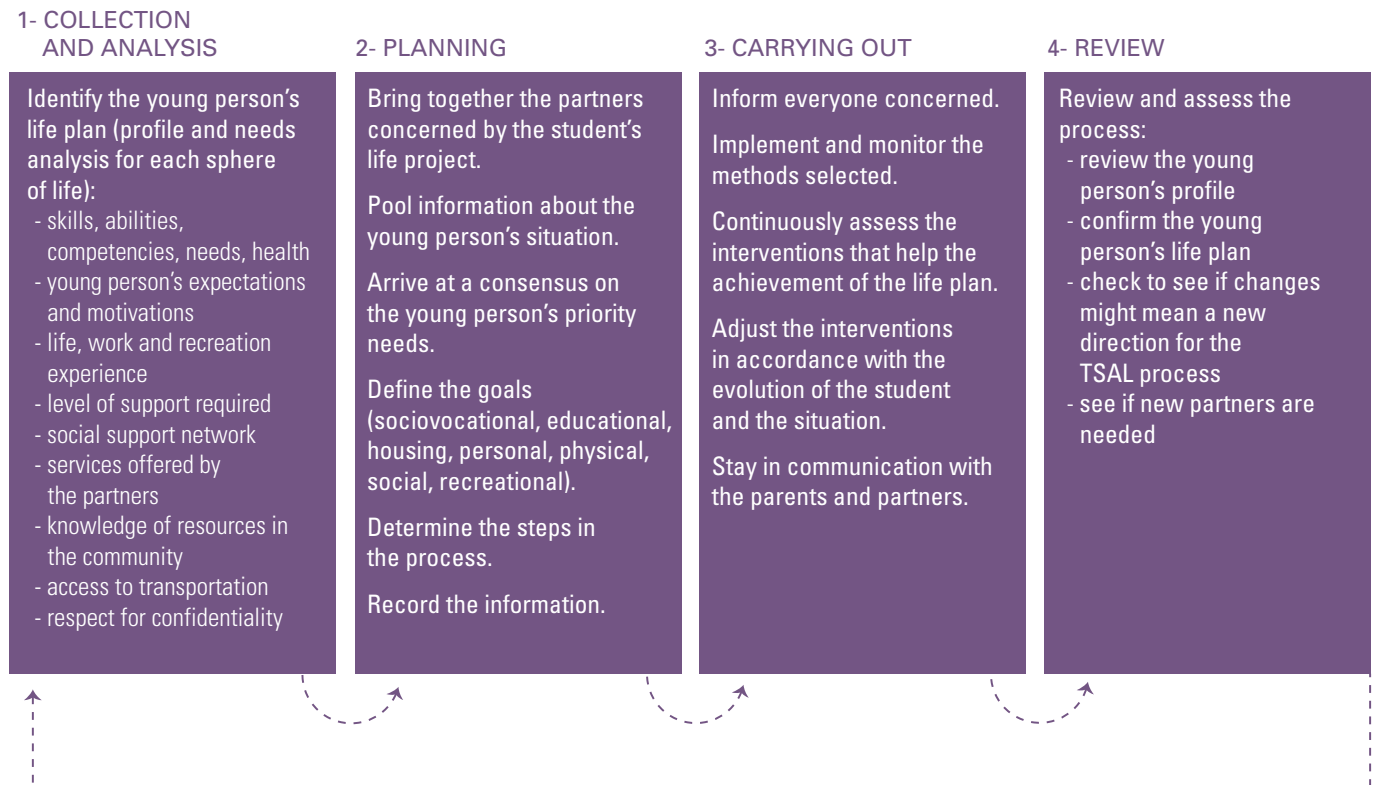 1- COLLECTION
AND ANALYSIS
Identify the young person's
life plan (profile and needs
analysis for each sphere
of life):
- skills, abilities,
competencies, needs, health
- young person's expectations
and motivations
- life, work and recreation
experience
- level of support required
- social support network
- services offered by
the partners
- knowledge of resources in
the community
- access to transportation
- respect for confidentiality
2- PLANNING
Bring together the partners
concerned by the student's
life project.
Pool information about the
young person's situation.
Arrive at a consensus on
the young person's priority
needs.
Define the goals
(sociovocational, educational,
housing, personal, physical,
social, recreational).
Determine the steps in
the process.
Record the information.
3- CARRYING OUT
Inform everyone concerned.
Implement and monitor the
methods selected.
Continuously assess the
interventions that help the
achievement of the life plan.
Adjust the interventions
in accordance with the
evolution of the student
and the situation.
Stay in communication with
the parents and partners.
4- REVIEW
Review and assess the
process:
- review the young
person's profile
- confirm the young
person's life plan
- check to see if changes
might mean a new
direction for the
TSAL process
- see if new partners are
needed